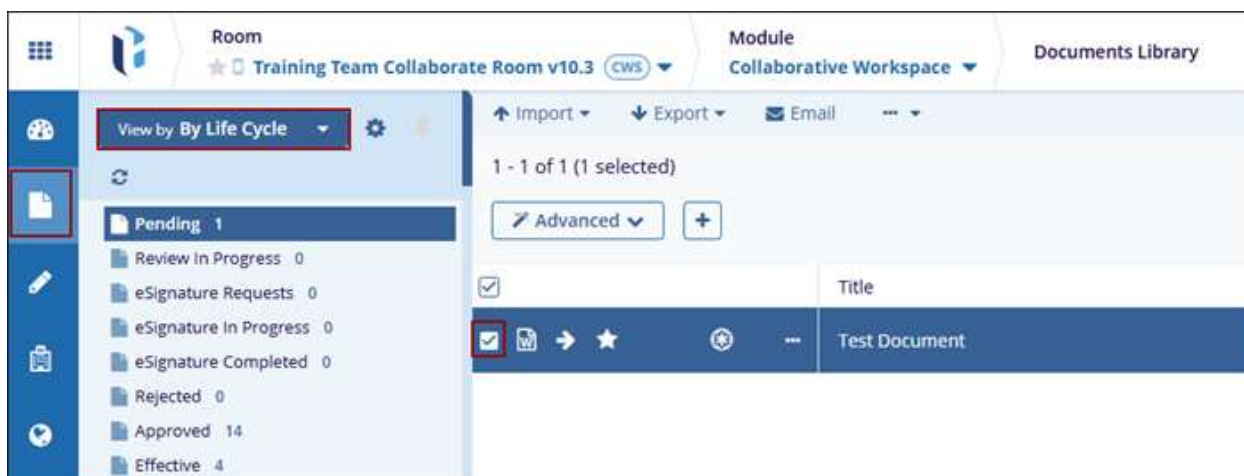 Room
Training Team Collaborate Room v10.3 CWS
Module
Collaborative Workspace
Documents Library
View by By Life Cycle
Import
Export
Email
1 - 1 of 1 (1 selected)
Advanced
Pending 1
Review In Progress 0
eSignature Requests 0
eSignature In Progress 0
eSignature Completed 0
Rejected 0
Approved 14
Effective 4
Title
Test Document